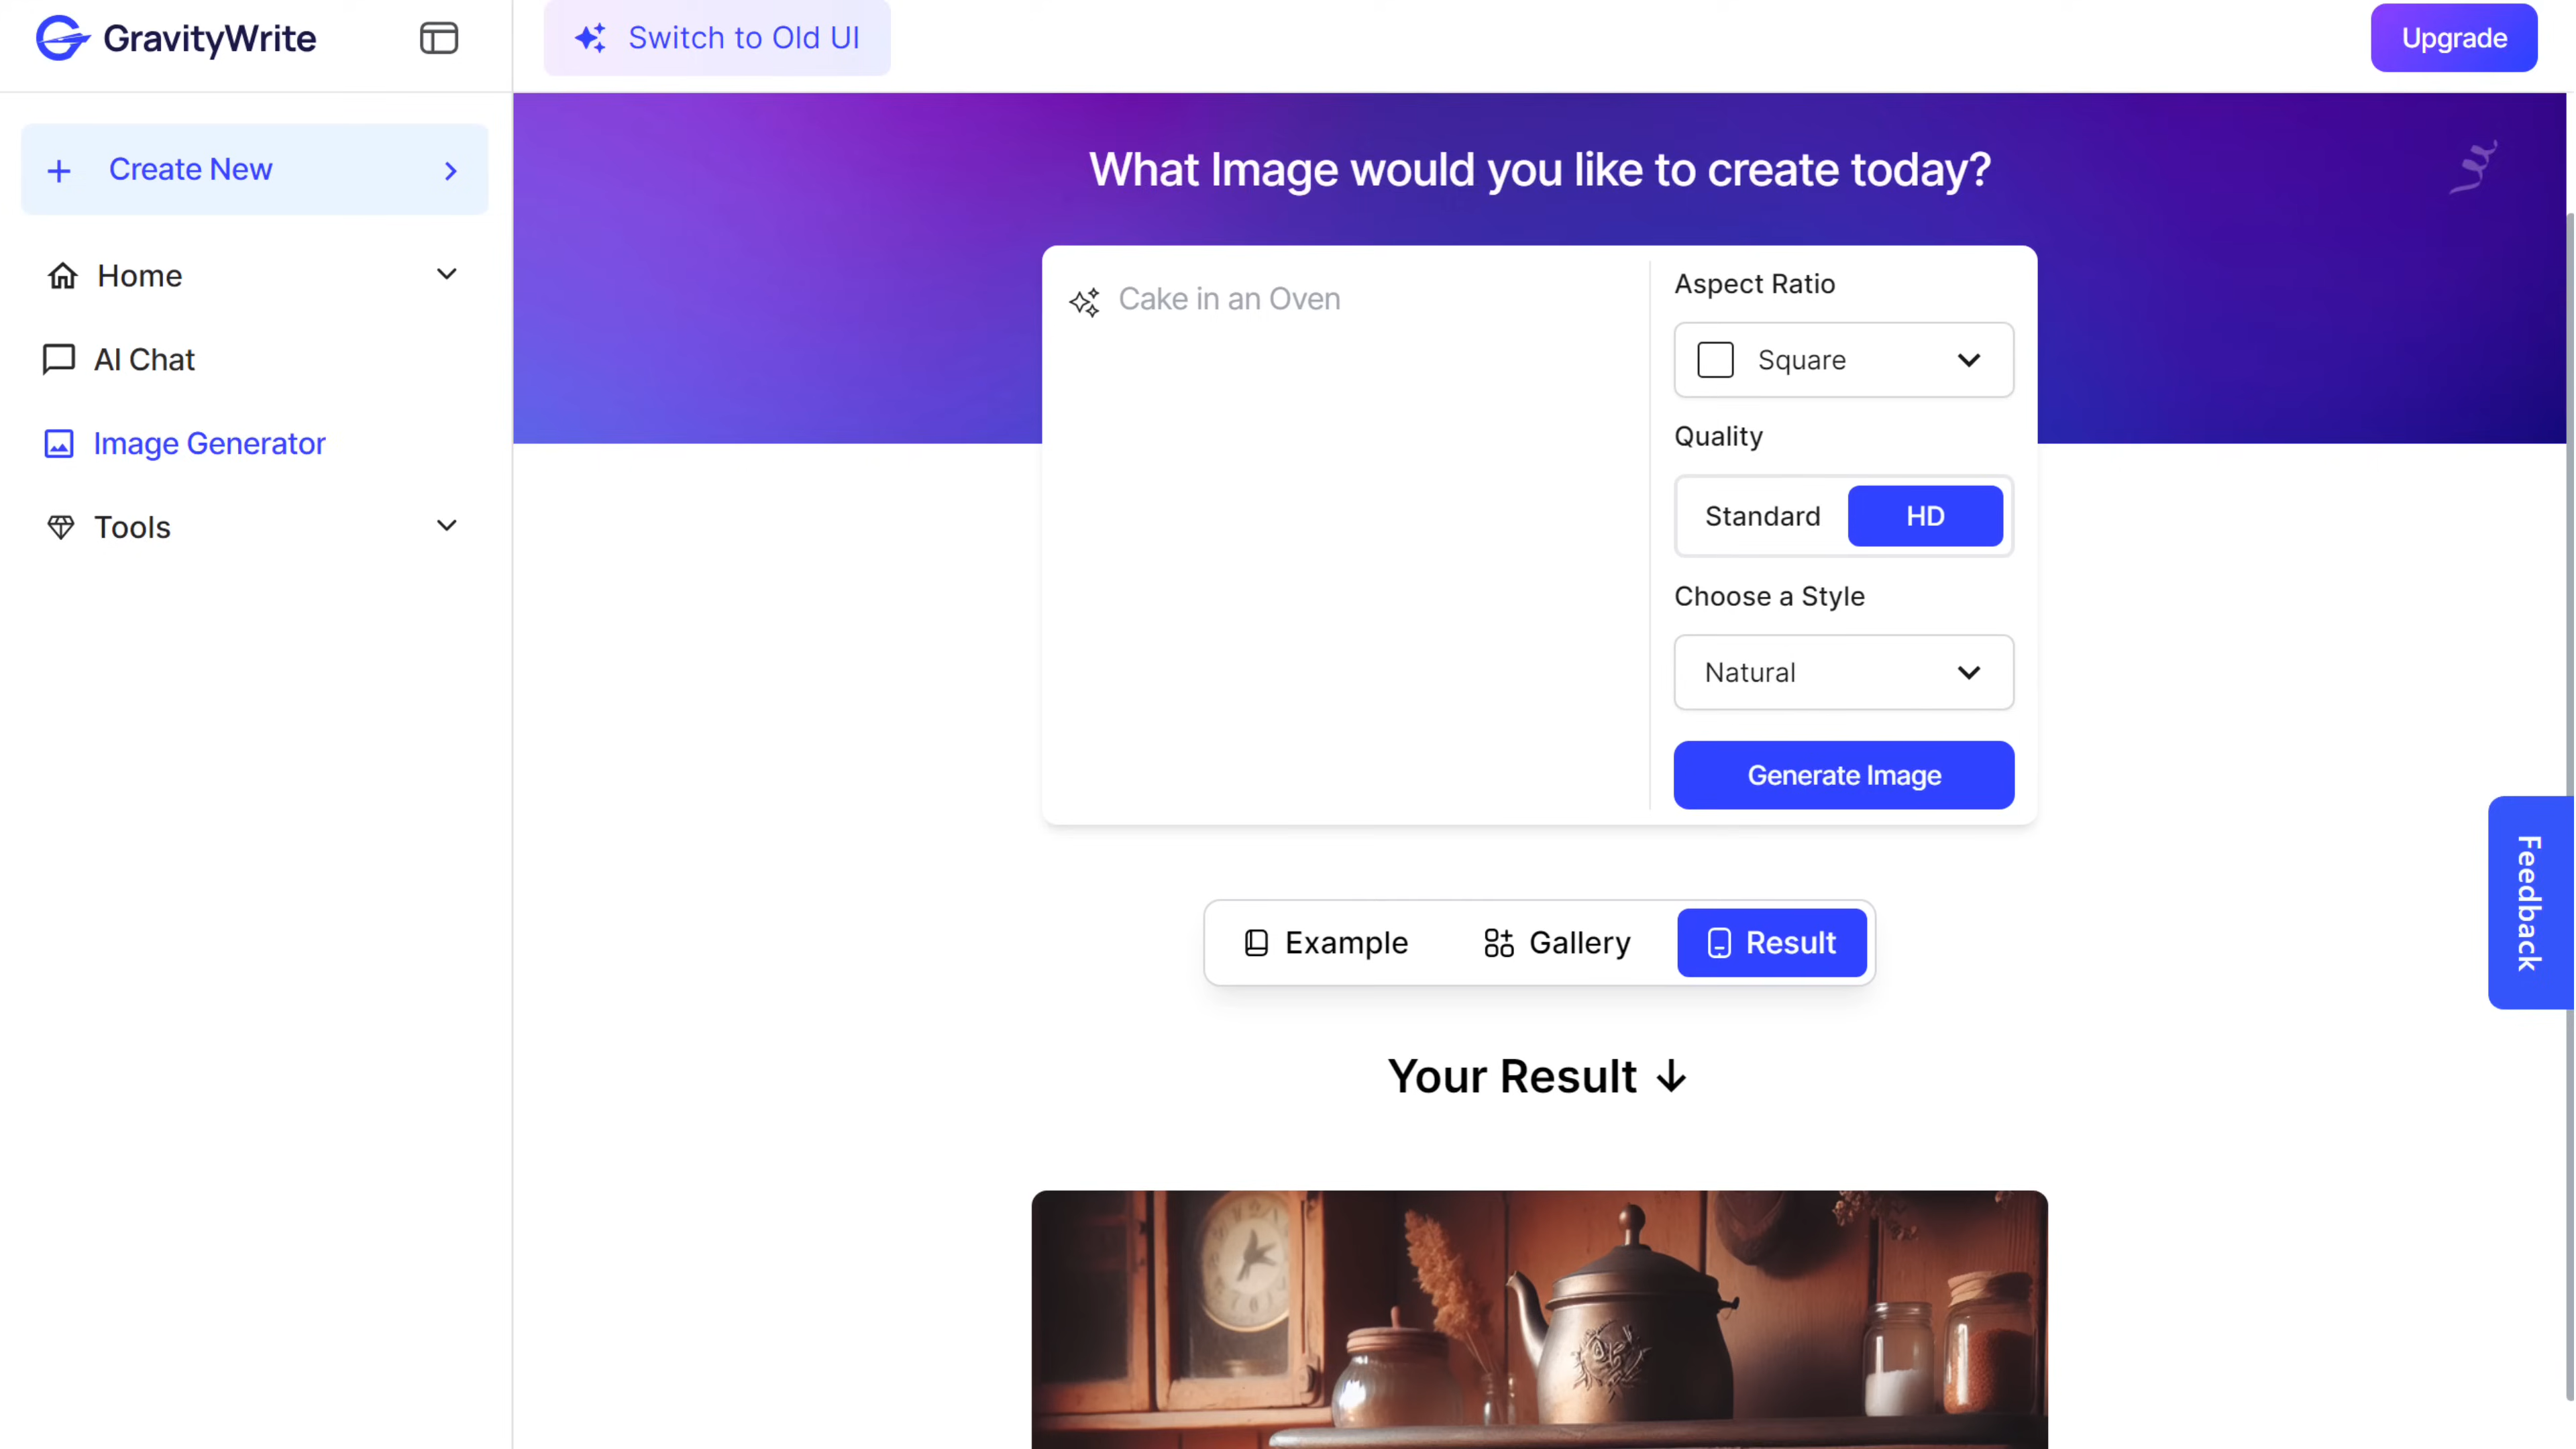 GravityWrite
Switch to Old UI
Upgrade
Create New
Home
AI Chat
Image Generator
Tools
What Image would you like to create today?
Cake in an Oven
Aspect Ratio
Square
Quality
Standard
HD
Choose a Style
Natural
Generate Image
Feedback
Example
Gallery
Result
Your Result ↓